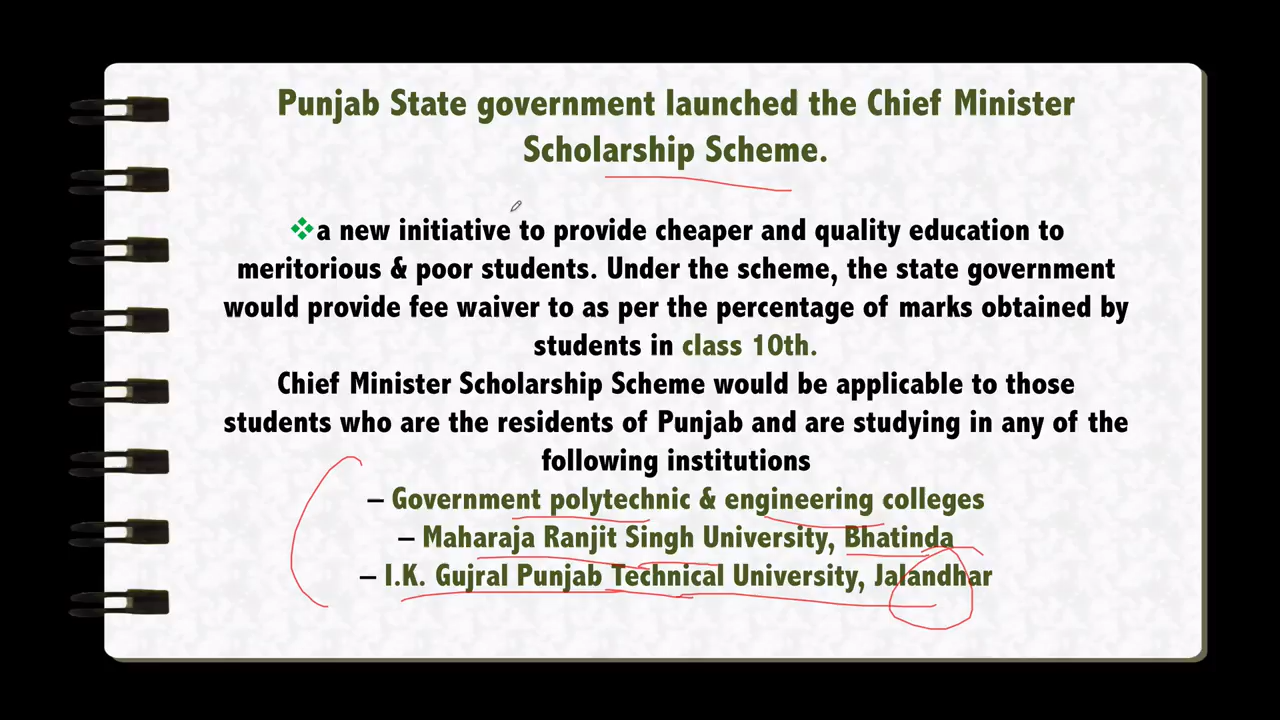 Punjab State government launched the Chief Minister
Scholarship Scheme.
❖a new initiative to provide cheaper and quality education to
meritorious & poor students. Under the scheme, the state government
would provide fee waiver to as per the percentage of marks obtained by
students in class 10th.
Chief Minister Scholarship Scheme would be applicable to those
students who are the residents of Punjab and are studying in any of the
following institutions
– Government polytechnic & engineering colleges
– Maharaja Ranjit Singh University, Bhatinda
– I.K. Gujral Punjab Technical University, Jalandhar